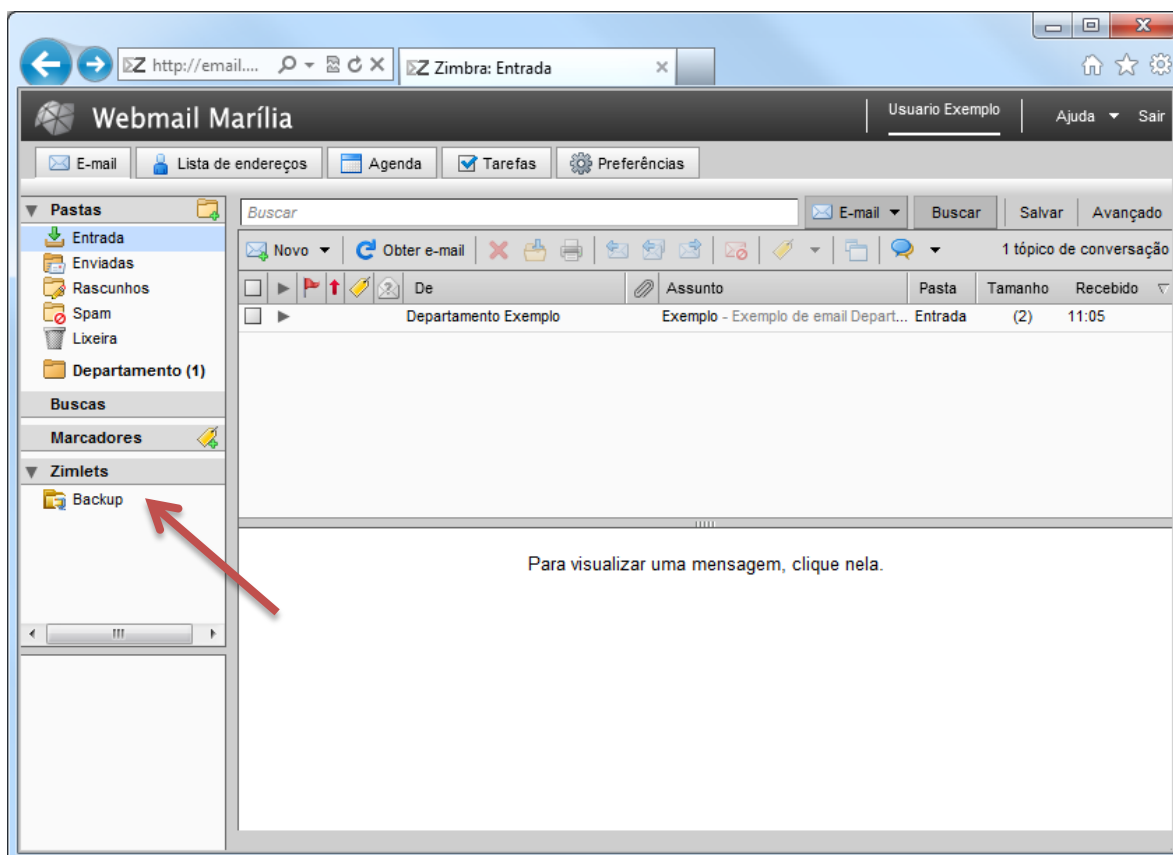 http://email....
Zimbra: Entrada
Webmail Marília
Usuario Exemplo
Ajuda
Sair
E-mail
Lista de endereços
Agenda
Tarefas
Preferências
Pastas
Entrada
Enviadas
Rascunhos
Spam
Lixeira
Departamento (1)
Buscas
Marcadores
Zimlets
Backup
Buscar
E-mail
Buscar
Salvar
Avançado
Novo
Obter e-mail
1 tópico de conversação
De
Assunto
Pasta
Tamanho
Recebido
Departamento Exemplo
Exemplo - Exemplo de email Depart...
Entrada
(2)
11:05
Para visualizar uma mensagem, clique nela.